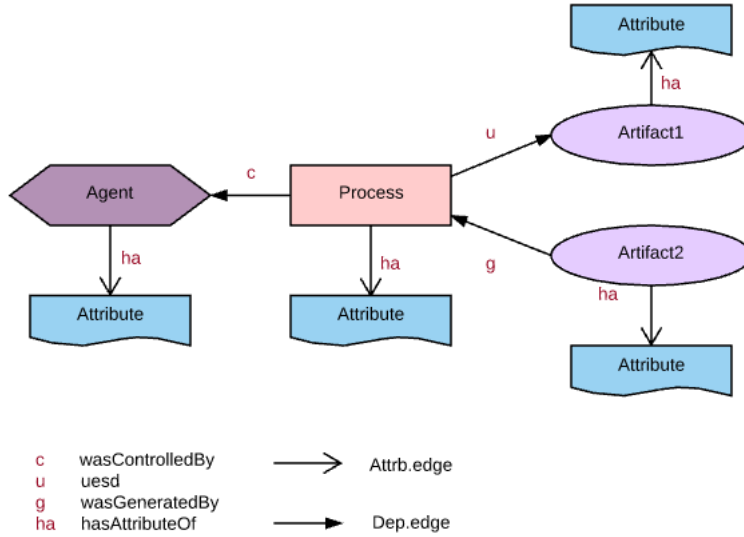 Attribute
ha
Artifact1
u
c
Agent
Process
Artifact2
g
ha
ha
ha
Attribute
Attribute
Attribute
c wasControlledBy
u uesd
g wasGeneratedBy
ha hasAttributeOf
Attrb.edge
Dep.edge